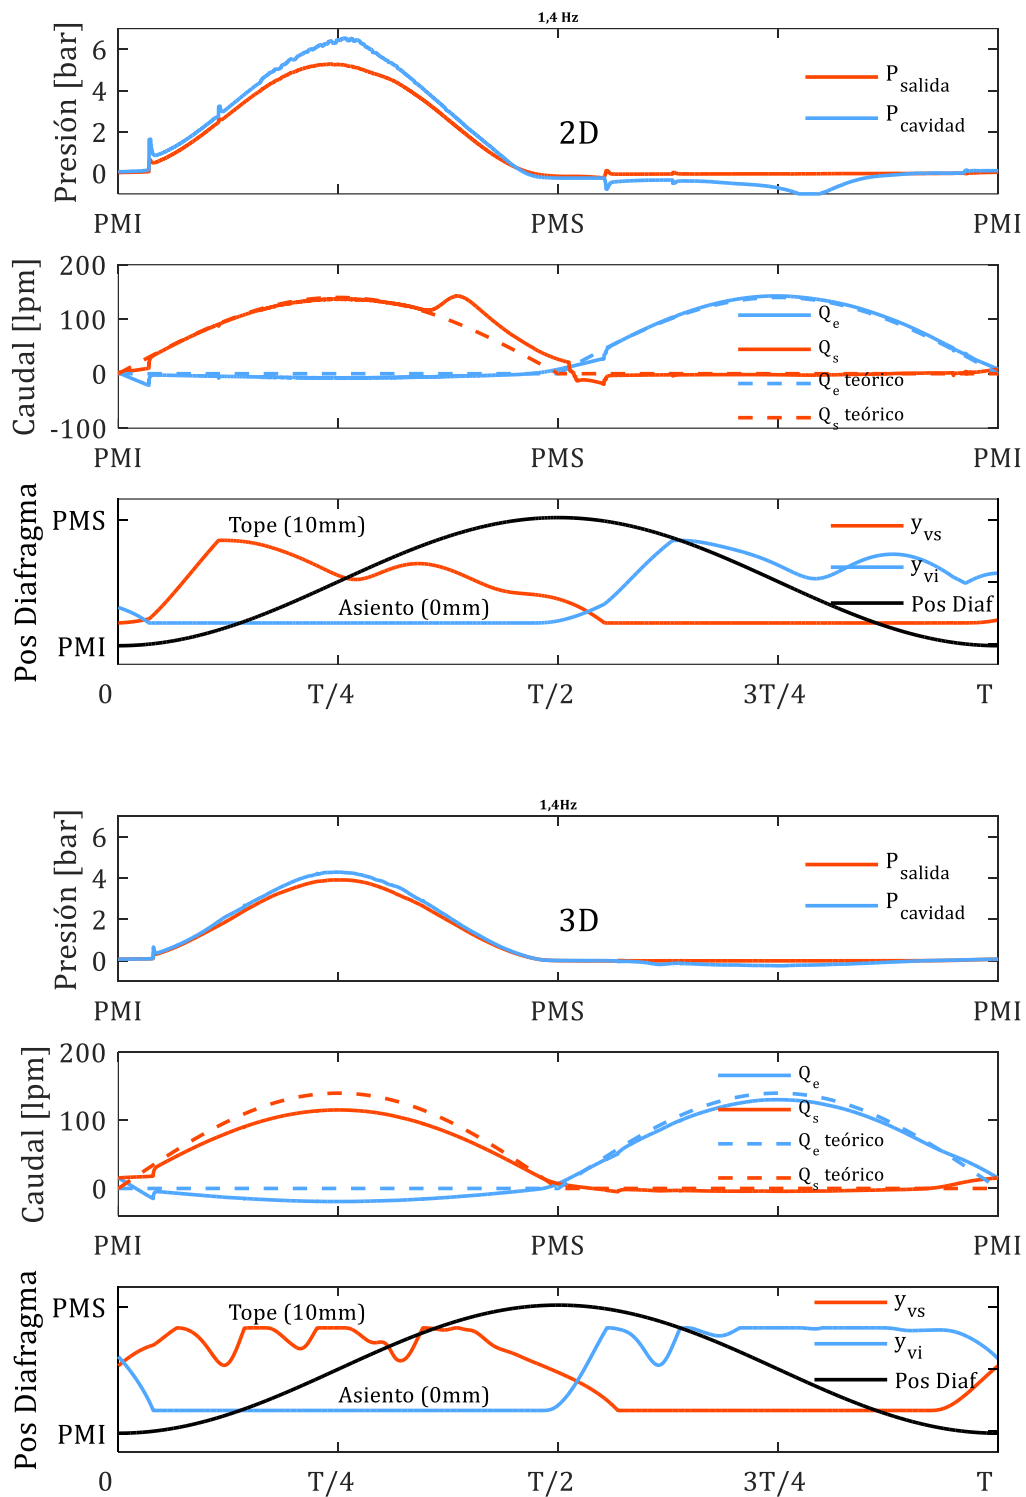 1,4 Hz
Presión [bar]
6
4
2
0
2D
P salida
P cavidad
PMI PMS PMI
Caudal [lpm]
200
100
0
-100
Q e
Q s
Q e teórico
Q s teórico
PMI PMS PMI
Pos Diafragma
PMS
PMI
Tope (10mm)
Asiento (0mm)
y vs
y vi
Pos Diaf
0 T/4 T/2 3T/4 T
1,4Hz
Presión [bar]
6
4
2
0
3D
P salida
P cavidad
PMI PMS PMI
Caudal [lpm]
200
100
0
Q e
Q s
Q e teórico
Q s teórico
PMI PMS PMI
Pos Diafragma
PMS
PMI
Tope (10mm)
Asiento (0mm)
y vs
y vi
Pos Diaf
0 T/4 T/2 3T/4 T